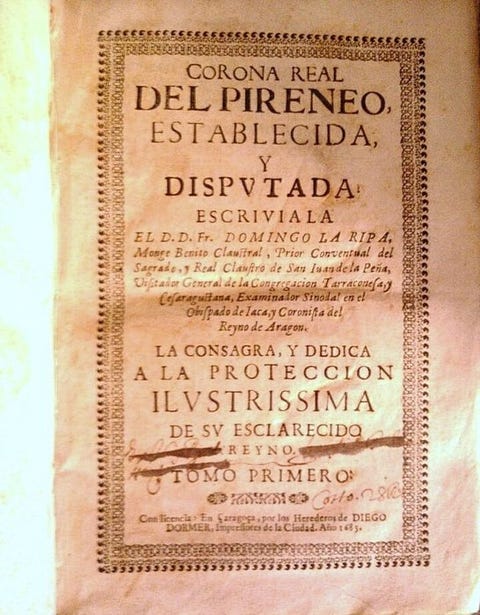 CORONA REAL
DEL PIRENEO,
ESTABLECIDA,
Y
DISPVTADA:
ESCRIVIALA
EL D.D. Fr. DOMINGO LA RIPA,
Monge Benito Claustral, Prior Conventual del
Sagrado, y Real Claustro de San Iuan de la Peña,
Visitador General de la Congregacion Tarraconesa, y
Cesaraugustana, Examinador Sinodal en el
Obispado de Iaca, y Coronista del
Reyno de Aragon.
LA CONSAGRA, Y DEDICA
A LA PROTECCION
ILVSTRISSIMA
DE SV ESCLARECIDO
REYNO.
TOMO PRIMERO:
Costo
Con licencia: En Çaragoça, por los Herederos de DIEGO
DORMER, Impressores de la Ciudad. Año 1685.